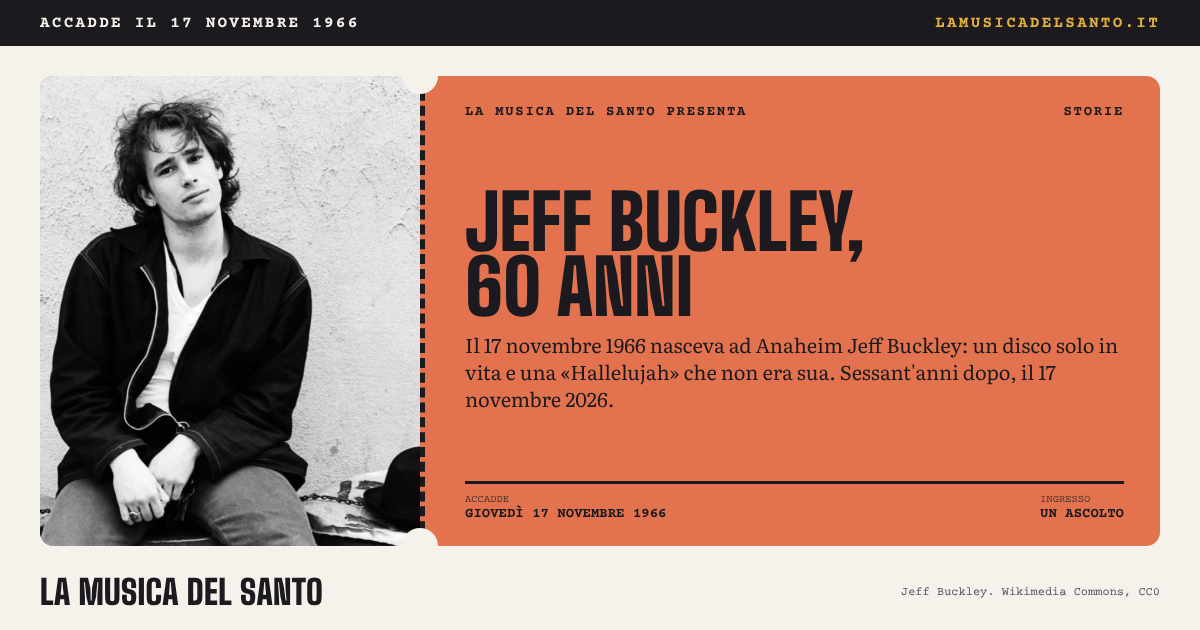 ACCADDE IL 17 NOVEMBRE 1966
LAMUSICADELSANTO.IT
LA MUSICA DEL SANTO PRESENTA
STORIE
JEFF BUCKLEY,
60 ANNI
Il 17 novembre 1966 nasceva ad Anaheim Jeff Buckley: un disco solo in
vita e una «Hallelujah» che non era sua. Sessant'anni dopo, il 17
novembre 2026.
ACCADDE
GIOVEDÌ 17 NOVEMBRE 1966
INGRESSO
UN ASCOLTO
LA MUSICA DEL SANTO
Jeff Buckley. Wikimedia Commons, CC0